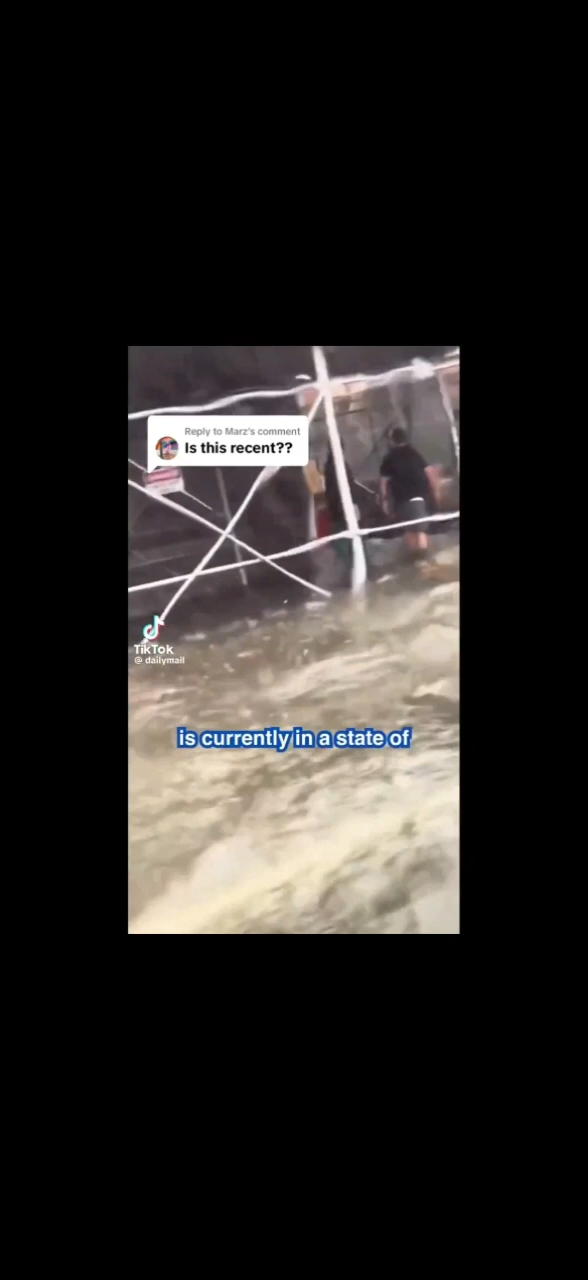 Reply to Marz's comment
Is this recent??
TikTok
@ dailymail
is currently in a state of